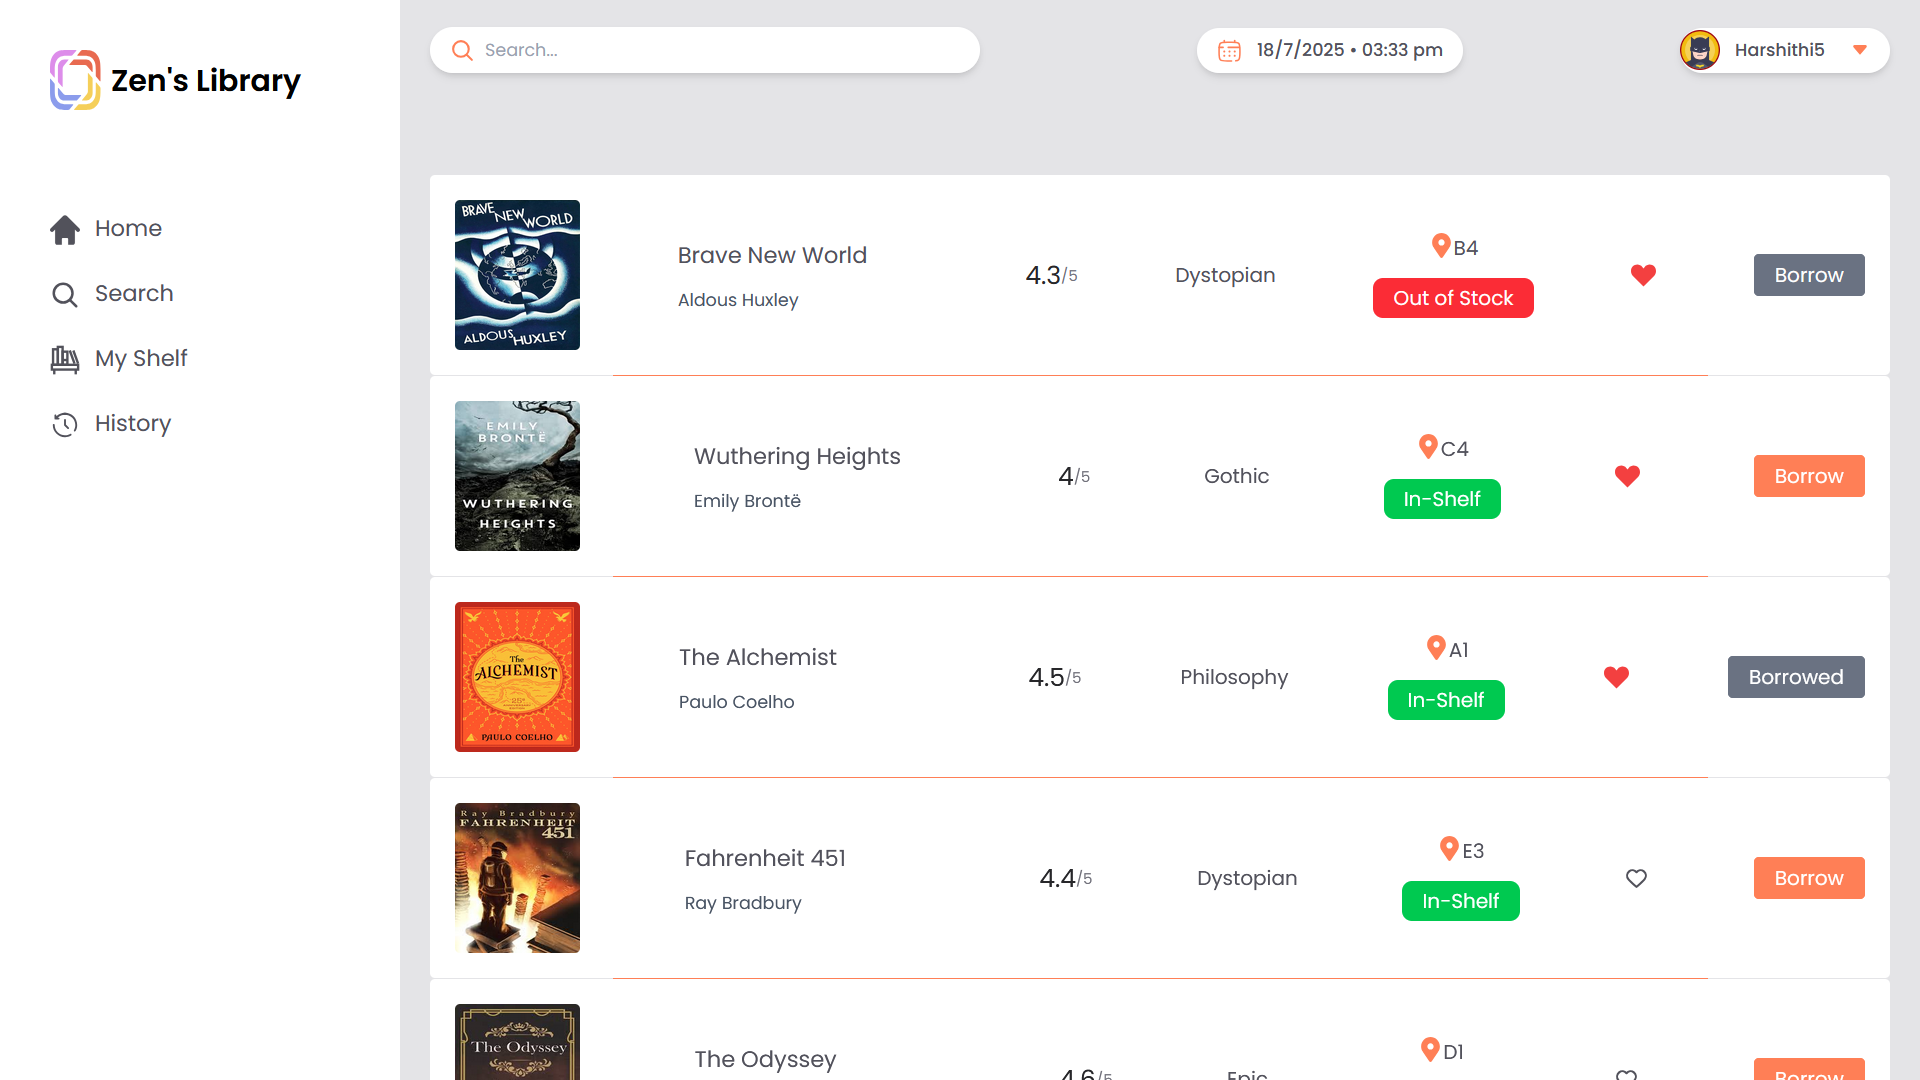 Zen's Library
Search...
18/7/2025 • 03:33 pm
Harshithi5
Home
Search
My Shelf
History
BRAVE NEW WORLD
ALDOUS HUXLEY
Brave New World
Aldous Huxley
4.3/5
Dystopian
B4
Out of Stock
Borrow
EMILY
BRONTË
WUTHERING
HEIGHTS
Wuthering Heights
Emily Brontë
4/5
Gothic
C4
In-Shelf
Borrow
The
ALCHEMIST
PAULO COELHO
The Alchemist
Paulo Coelho
4.5/5
Philosophy
A1
In-Shelf
Borrowed
Ray Bradbury
FAHRENHEIT
451
Fahrenheit 451
Ray Bradbury
4.4/5
Dystopian
E3
In-Shelf
Borrow
The Odyssey
The Odyssey
4.6/5
Epic
D1
Borrow